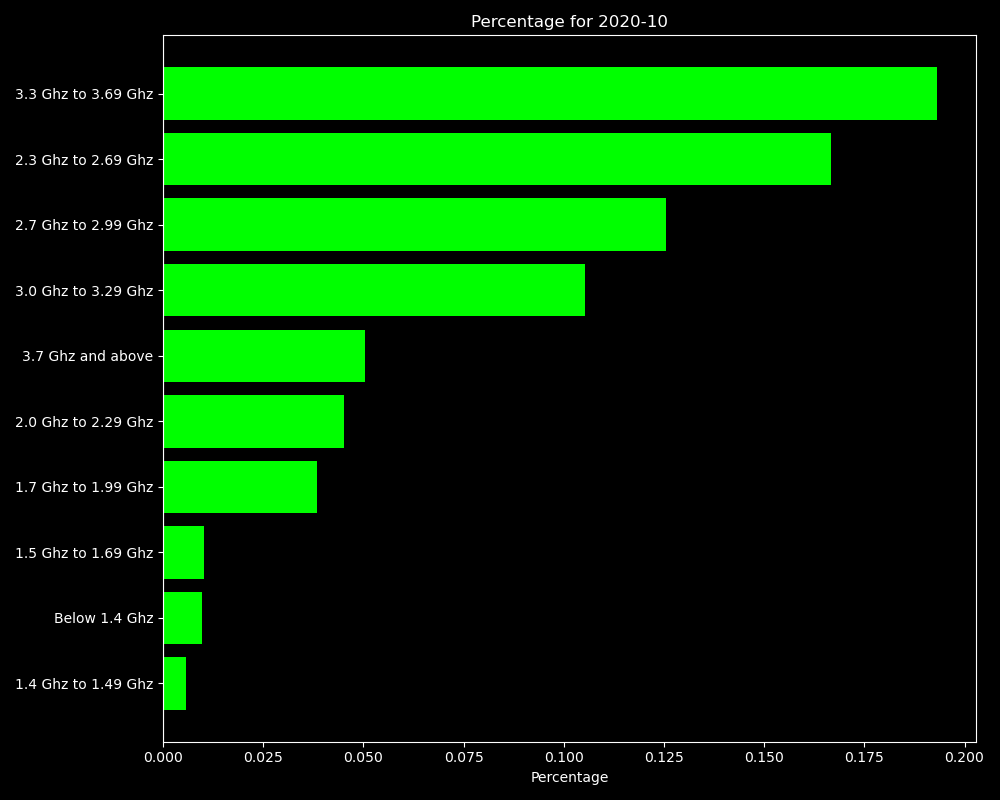 Percentage for 2020-10
3.3 Ghz to 3.69 Ghz
2.3 Ghz to 2.69 Ghz
2.7 Ghz to 2.99 Ghz
3.0 Ghz to 3.29 Ghz
3.7 Ghz and above
2.0 Ghz to 2.29 Ghz
1.7 Ghz to 1.99 Ghz
1.5 Ghz to 1.69 Ghz
Below 1.4 Ghz
1.4 Ghz to 1.49 Ghz
0.000 0.025 0.050 0.075 0.100 0.125 0.150 0.175 0.200
Percentage